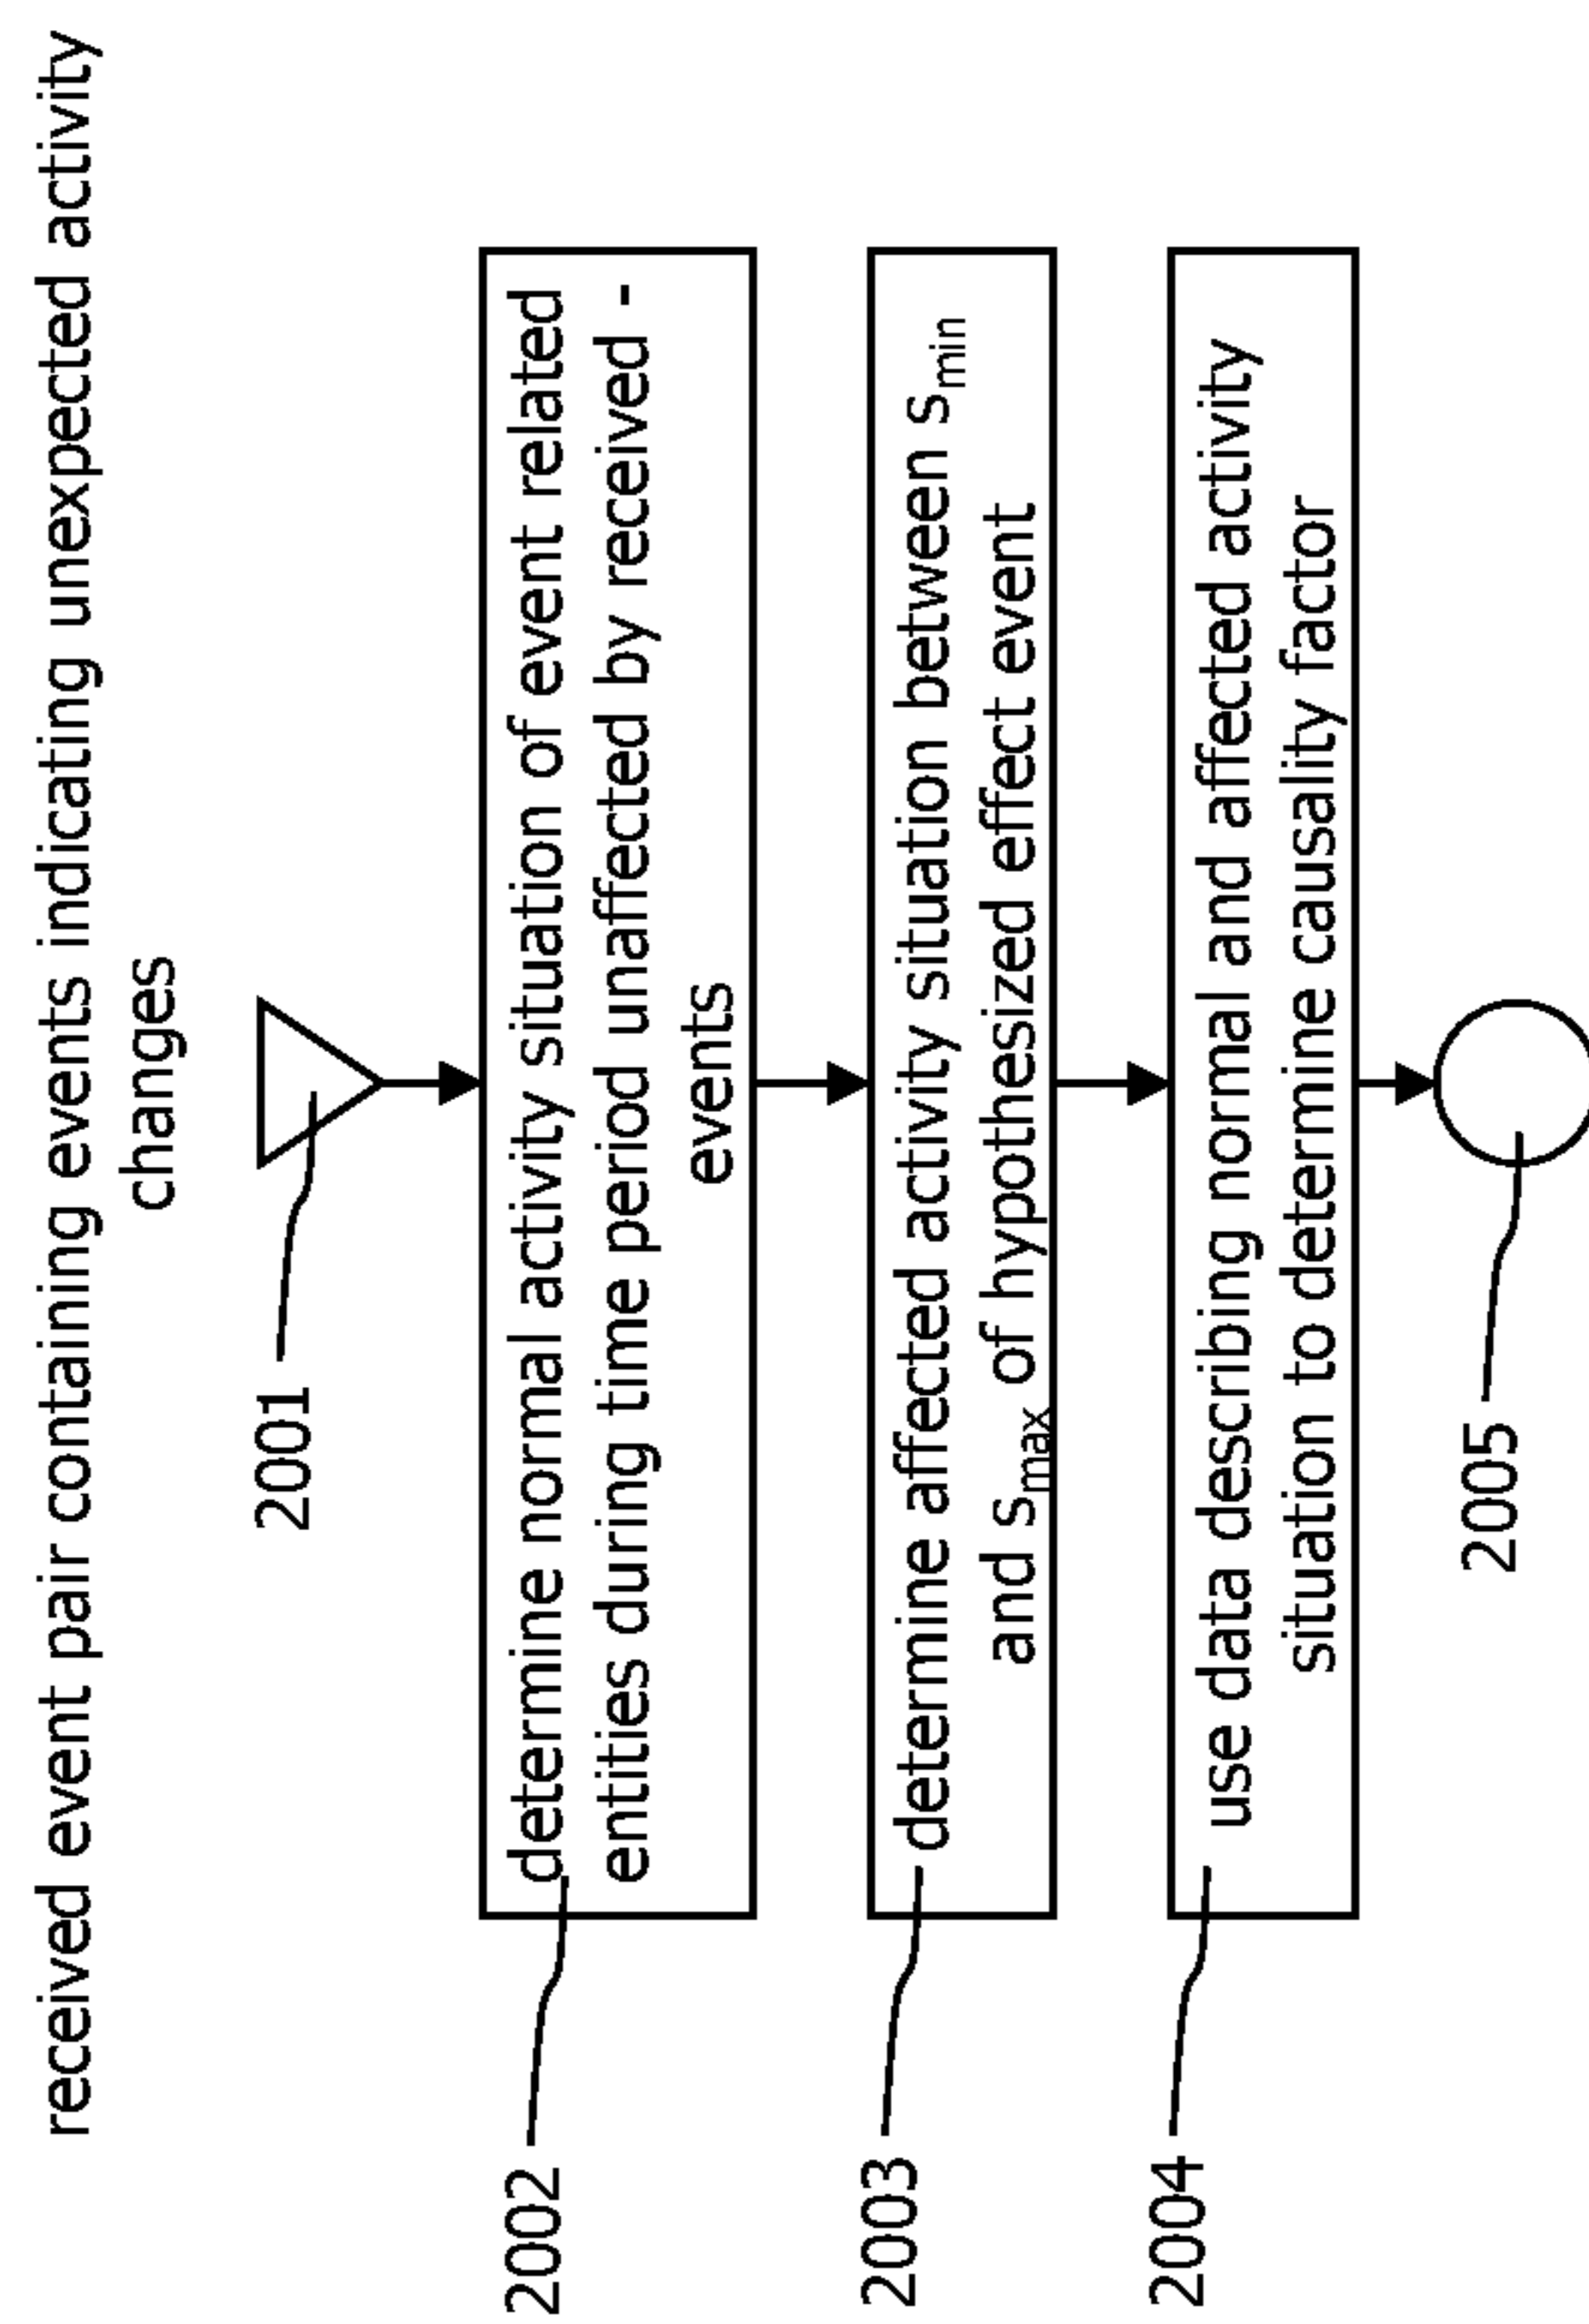 received event pair containing events indicating unexpected activity
changes
2001
2002
determine normal activity situation of event related
entities during time period unaffected by received -
events
2003
determine affected activity situation between smin
and smax of hypothesized effect event
2004
use data describing normal and affected activity
situation to determine causality factor
2005